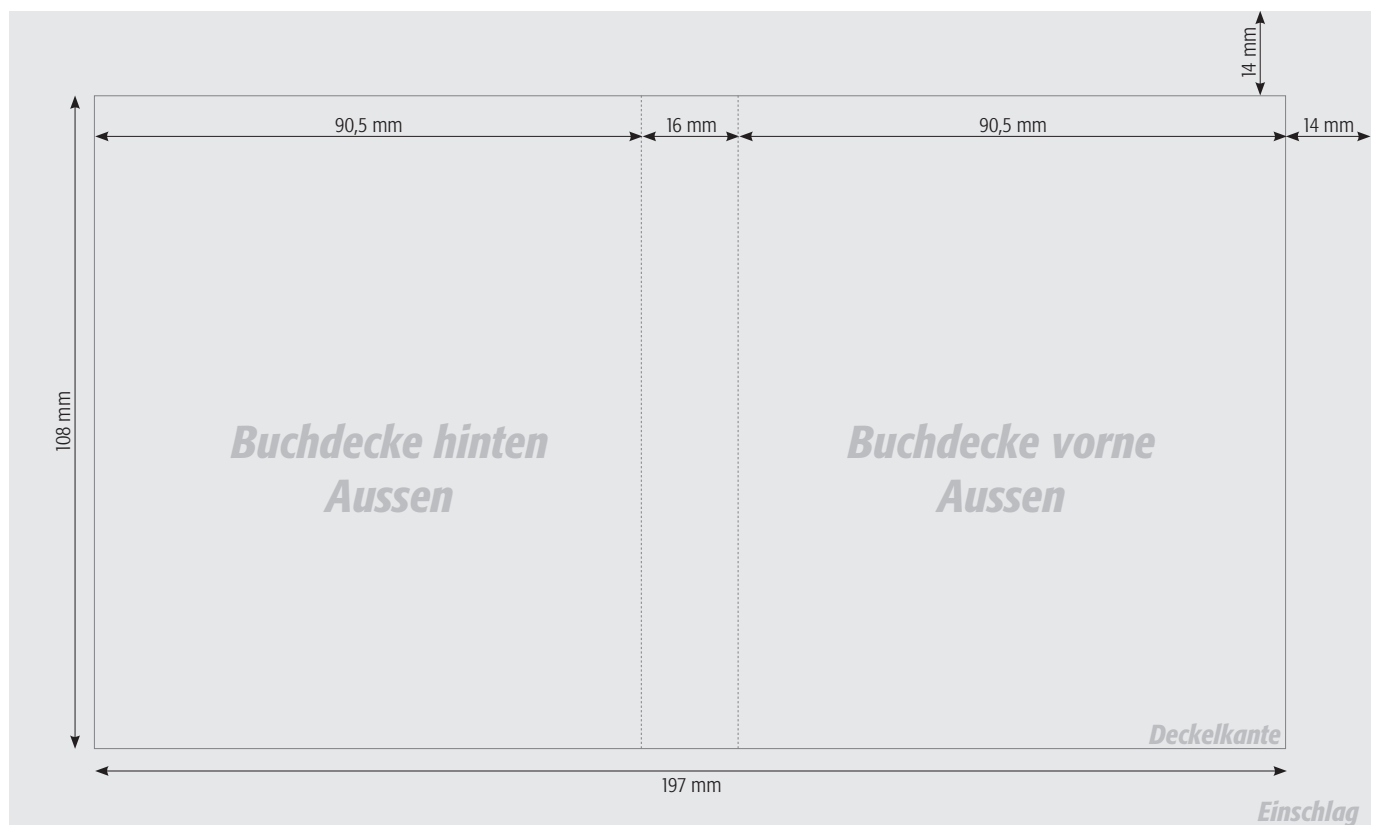 14 mm
90,5 mm
16 mm
90,5 mm
14 mm
108 mm
Buchdecke hinten
Aussen
Buchdecke vorne
Aussen
Deckelkante
197 mm
Einschlag